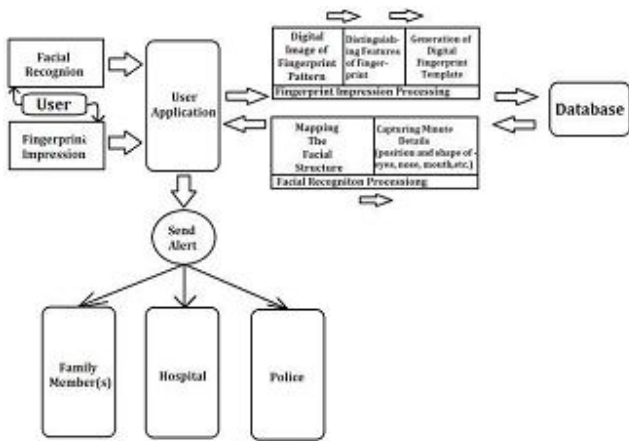 Facial
Recognion
User
Fingerprint
Impression
User
Application
Digital
Image of
Fingerprint
Pattern
Distinguish-
ing Features
of Finger-
print
Generation of
Digital
Fingerprint
Template
Fingerprint Impression Processing
Mapping
The
Facial
Structure
Capturing Minute
Details
(position and shape of -
eyes, nose, mouth,etc.)
Facial Recogniton Processiong
Database
Send
Alert
Family
Member(s)
Hospital
Police